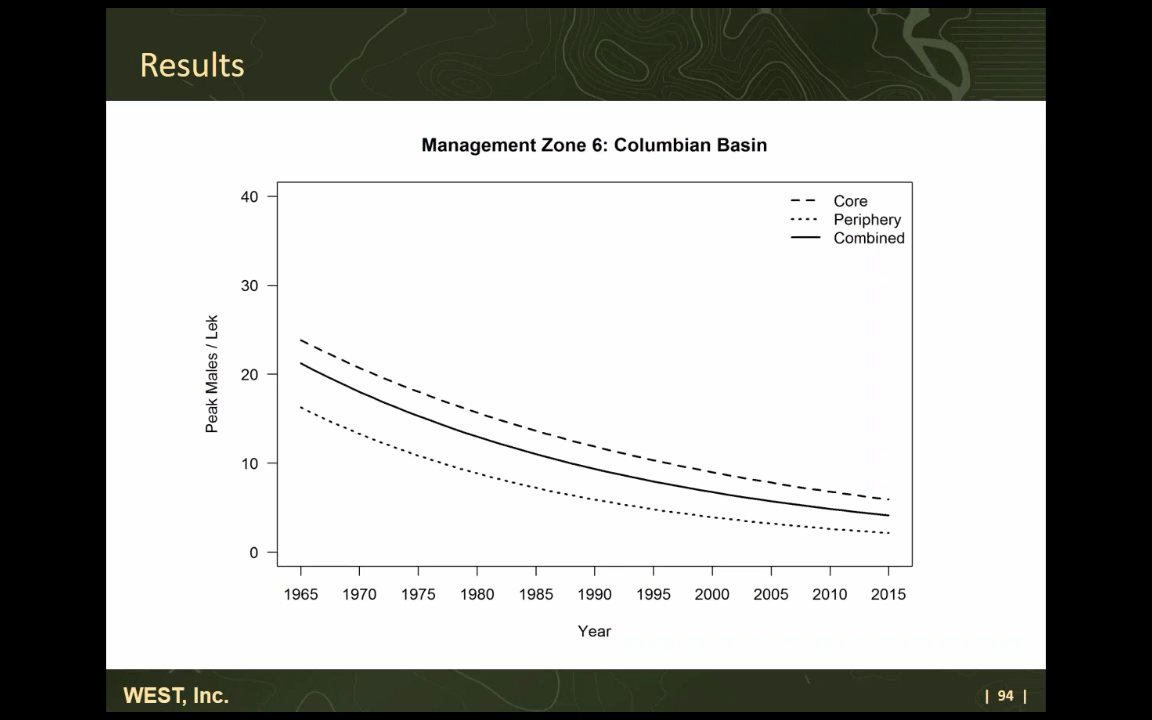 Results
Management Zone 6: Columbian Basin
Core
Periphery
Combined
40
30
20
10
0
Peak Males / Lek
1965 1970 1975 1980 1985 1990 1995 2000 2005 2010 2015
Year
WEST, Inc.
| 94 |